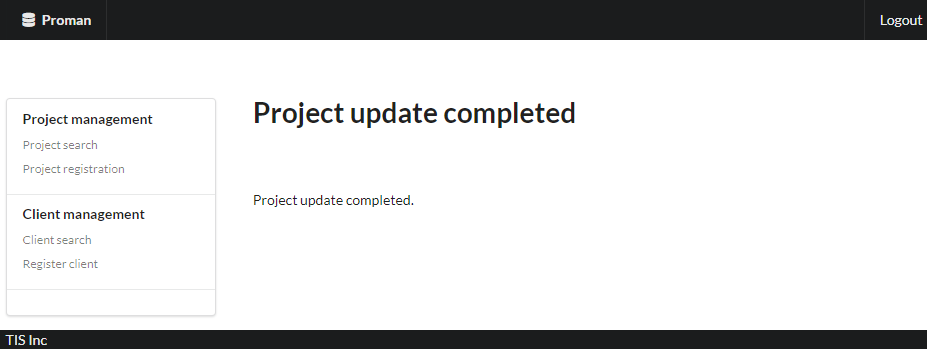 Proman
Logout
Project management
Project search
Project registration
Client management
Client search
Register client
Project update completed
Project update completed.
TIS Inc